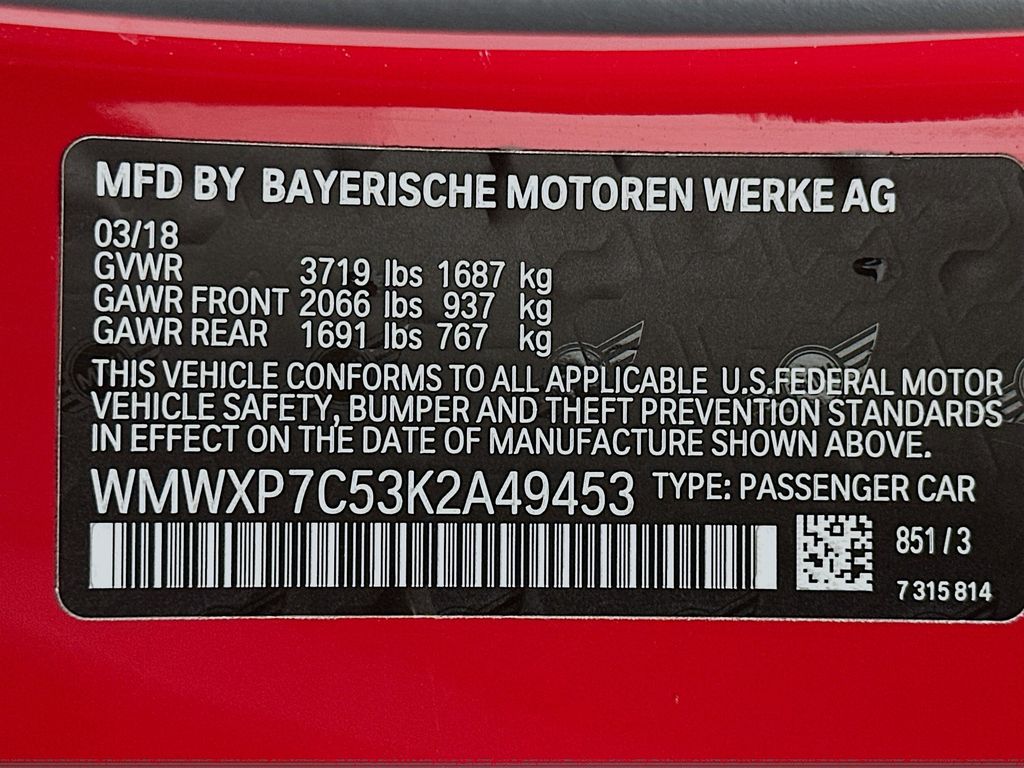 MFD BY BAYERISCHE MOTOREN WERKE AG
03/18
GVWR 3719 lbs 1687 kg
GAWR FRONT 2066 lbs 937 kg
GAWR REAR 1691 lbs 767 kg
THIS VEHICLE CONFORMS TO ALL APPLICABLE U.S.FEDERAL MOTOR
VEHICLE SAFETY, BUMPER AND THEFT PREVENTION STANDARDS
IN EFFECT ON THE DATE OF MANUFACTURE SHOWN ABOVE.
WMWXP7C53K2A49453 TYPE: PASSENGER CAR
851/3
7 315 814